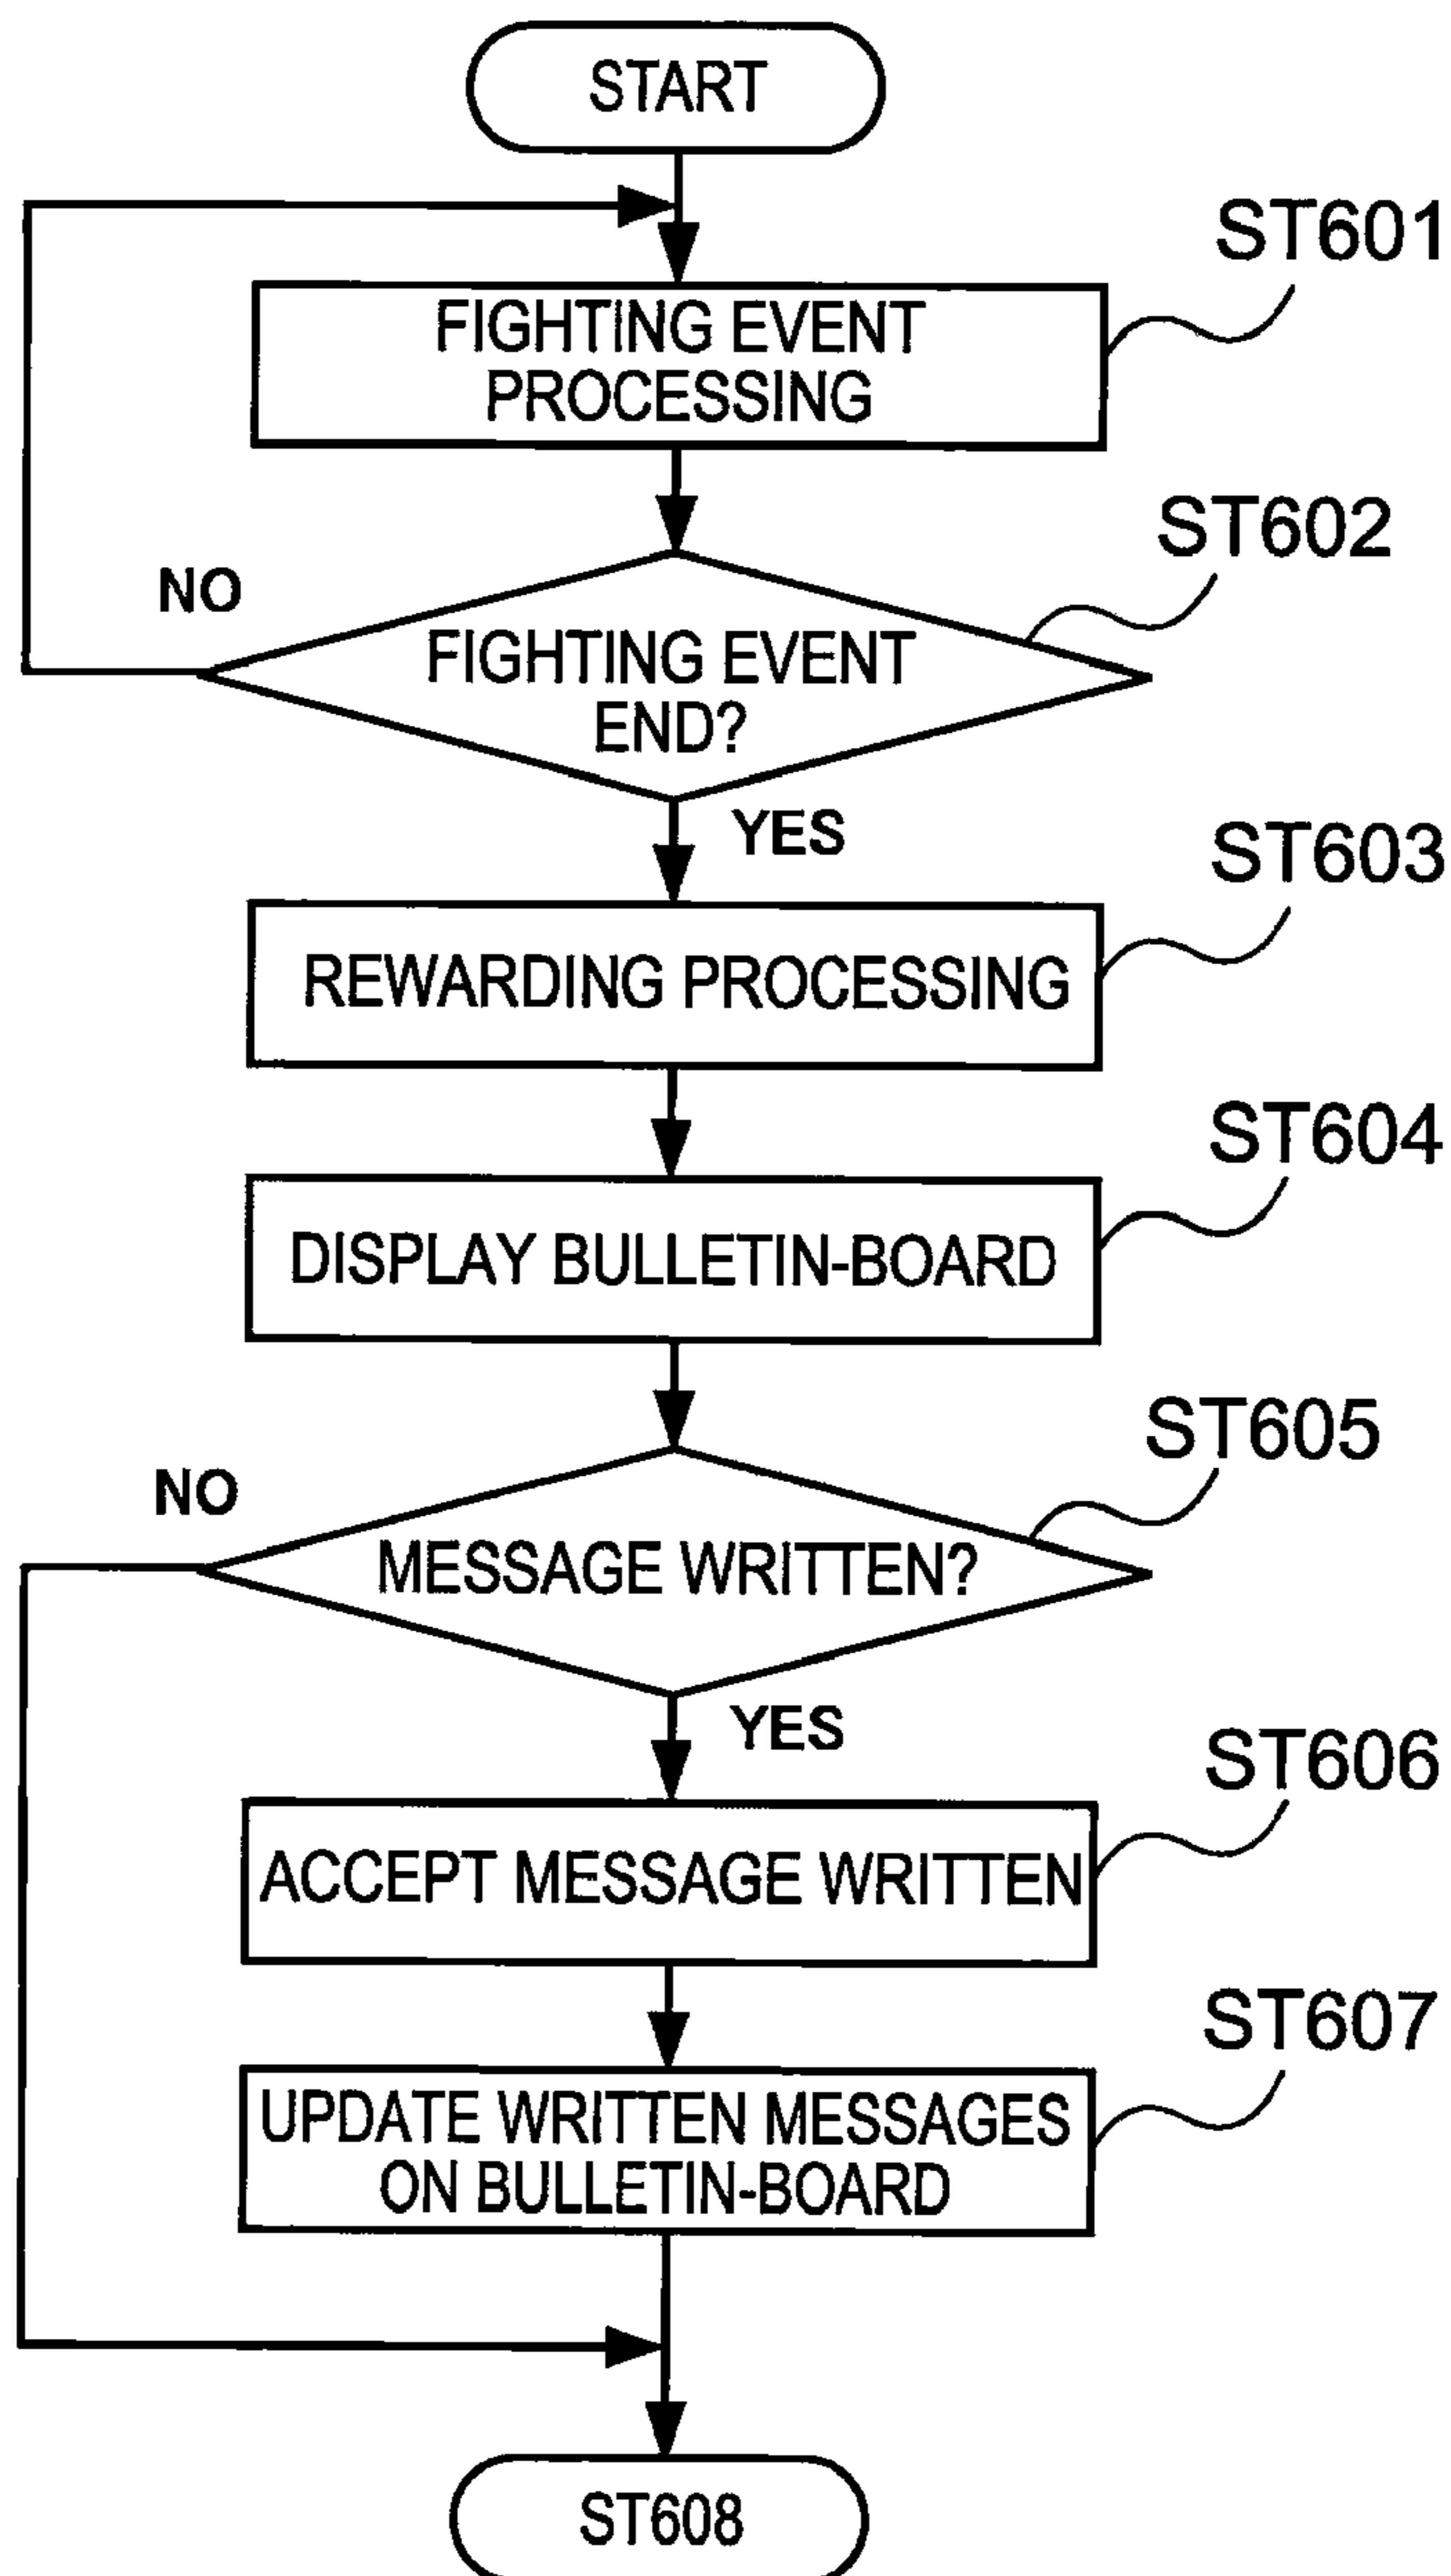 START
ST601
FIGHTING EVENT
PROCESSING
ST602
NO
FIGHTING EVENT
END?
YES
ST603
REWARDING PROCESSING
ST604
DISPLAY BULLETIN-BOARD
ST605
NO
MESSAGE WRITTEN?
YES
ST606
ACCEPT MESSAGE WRITTEN
ST607
UPDATE WRITTEN MESSAGES
ON BULLETIN-BOARD
ST608